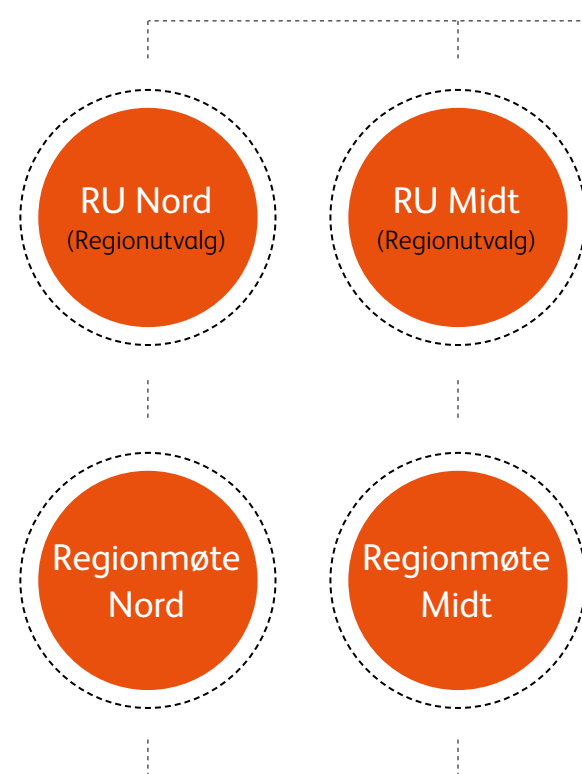 RU Nord
(Regionutvalg)
RU Midt
(Regionutvalg)
Regionmøte
Nord
Regionmøte
Midt